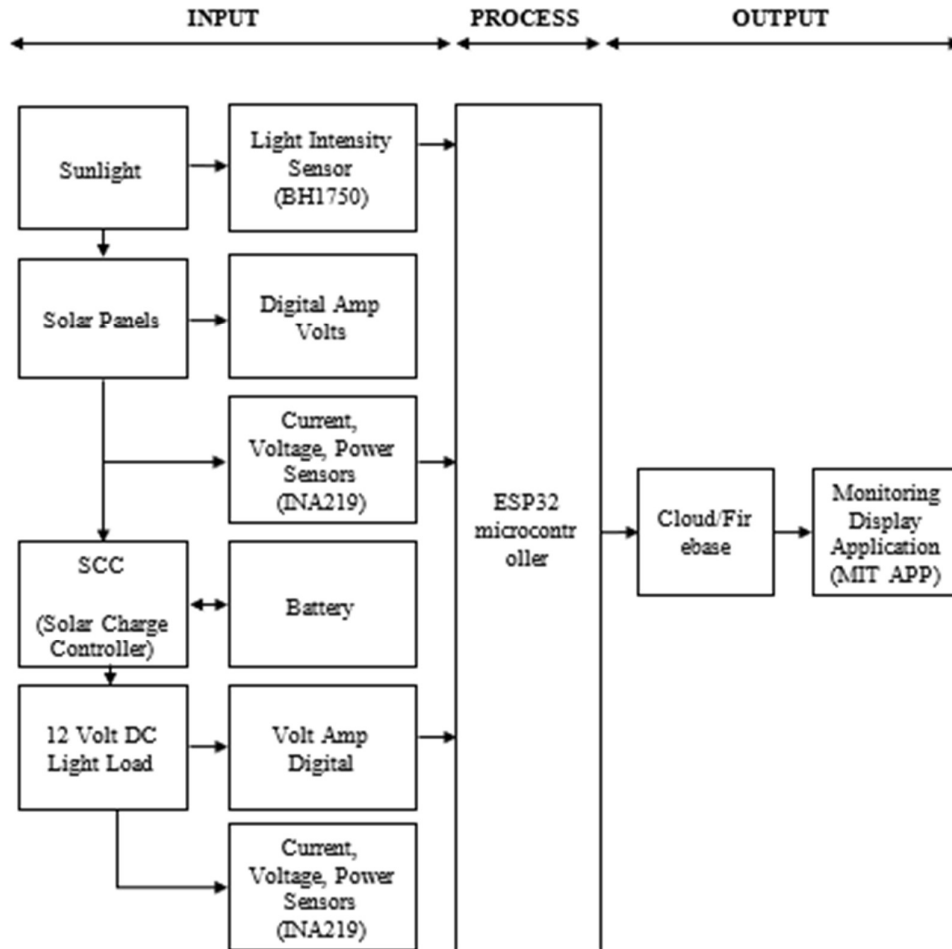 INPUT
PROCESS
OUTPUT
Sunlight
Light Intensity
Sensor
(BH1750)
Solar Panels
Digital Amp
Volts
Current,
Voltage, Power
Sensors
(INA219)
SCC
(Solar Charge
Controller)
Battery
12 Volt DC
Light Load
Volt Amp
Digital
Current,
Voltage, Power
Sensors
(INA219)
ESP32
microcontr
oller
Cloud/Fir
ebase
Monitoring
Display
Application
(MIT APP)